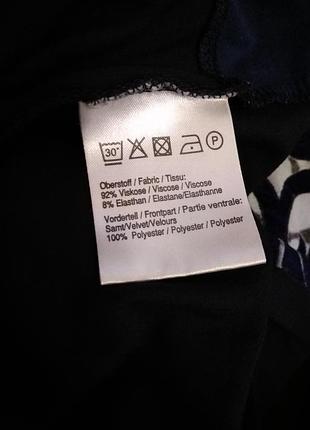 30° P
Oberstoff / Fabric / Tissu:
92% Viskose / Viscose / Viscose
8% Elasthan / Elastane/Elasthanne
Vorderteil / Frontpart / Partie ventrale:
Samt/Velvet/Velours
100% Polyester / Polyester / Polyester